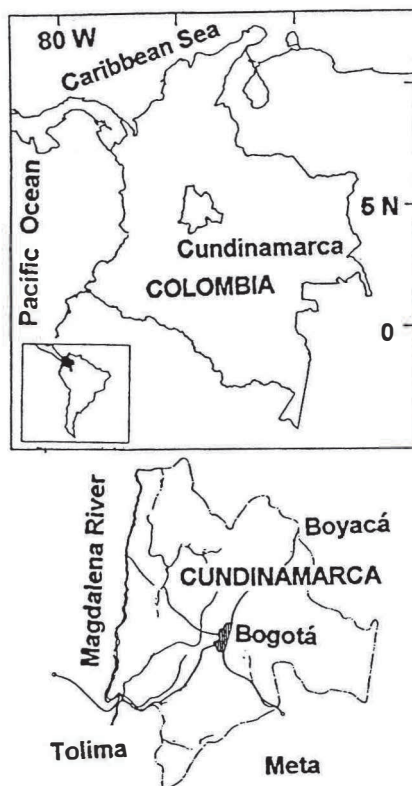 80 W
Caribbean Sea
Pacific Ocean
5 N
Cundinamarca
COLOMBIA
0
Magdalena River
Boyacá
CUNDINAMARCA
Bogotá
Tolima
Meta